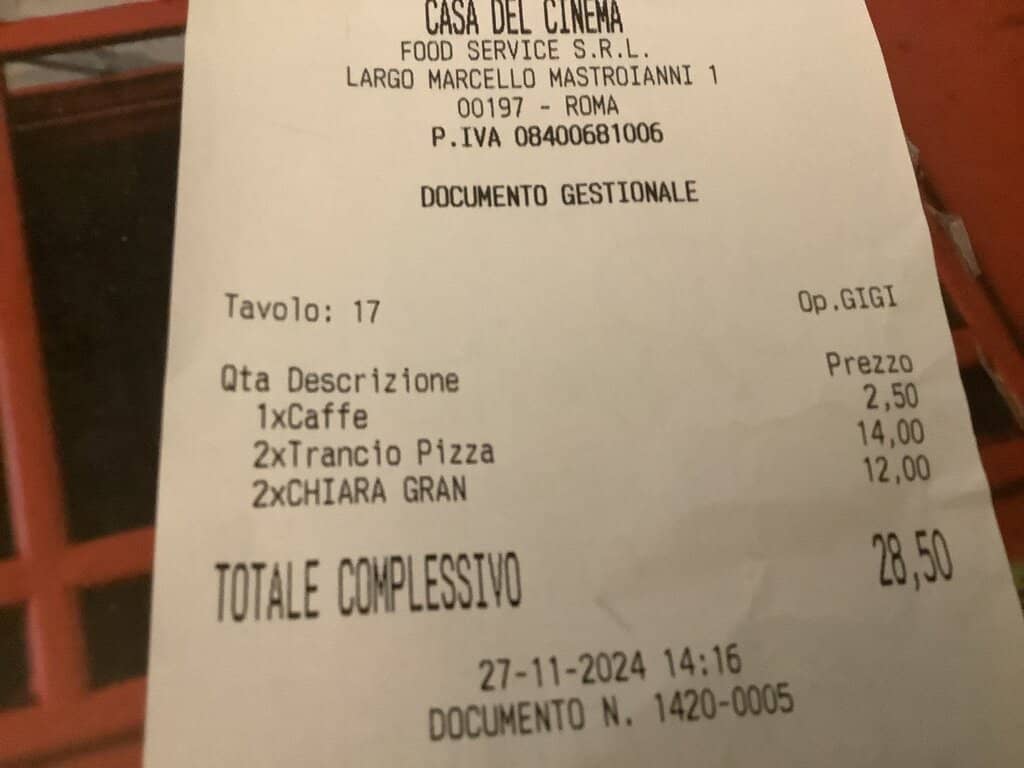 CASA DEL CINEMA
FOOD SERVICE S.R.L.
LARGO MARCELLO MASTROIANNI 1
00197 - ROMA
P.IVA 08400681006
DOCUMENTO GESTIONALE
Tavolo: 17 Op.GIGI
Qta Descrizione Prezzo
1xCaffe 2,50
2xTrancio Pizza 14,00
2xCHIARA GRAN 12,00
TOTALE COMPLESSIVO 28,50
27-11-2024 14:16
DOCUMENTO N. 1420-0005